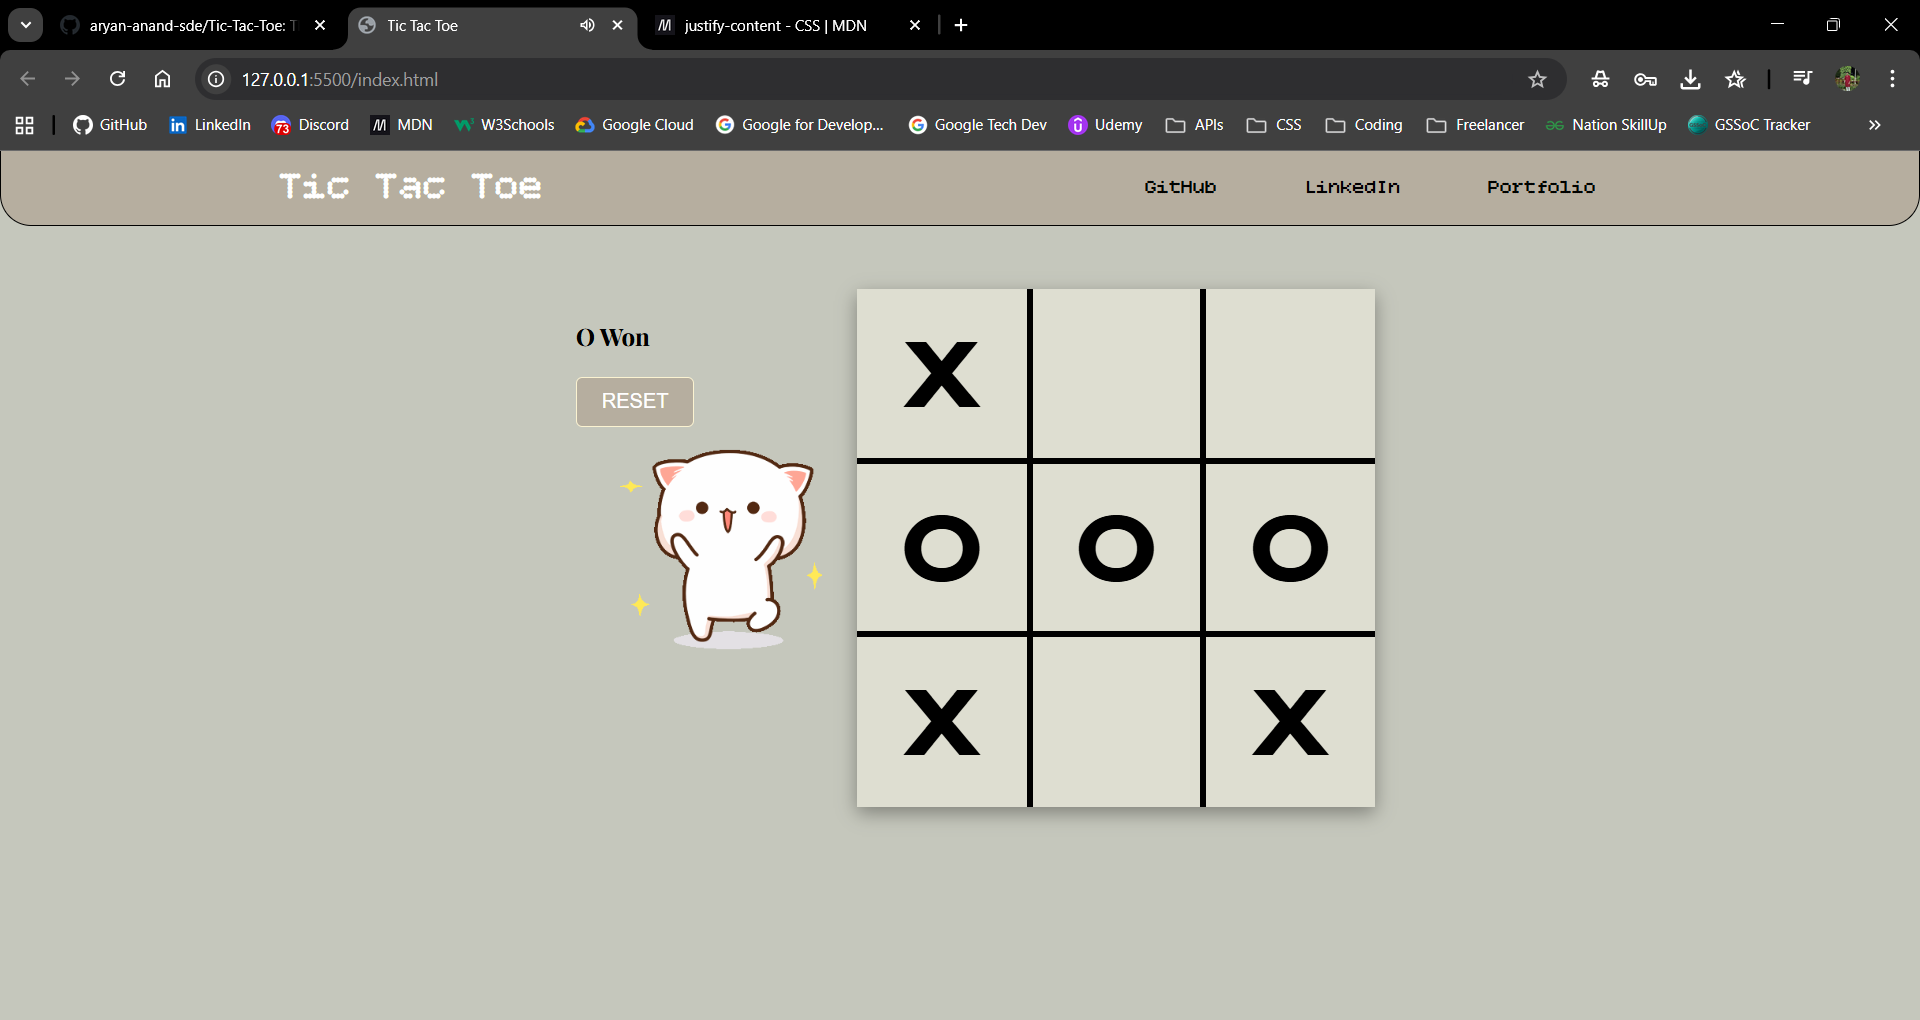 aryan-anand-sde/Tic-Tac-Toe:
Tic Tac Toe
justify-content - CSS | MDN
127.0.0.1:5500/index.html
GitHub
LinkedIn
73
Discord
MDN
W3Schools
Google Cloud
Google for Develop...
Google Tech Dev
Udemy
APIs
CSS
Coding
Freelancer
Nation SkillUp
GSSoC Tracker
Tic Tac Toe
GitHub
LinkedIn
Portfolio
O Won
RESET
X
O O O
X X